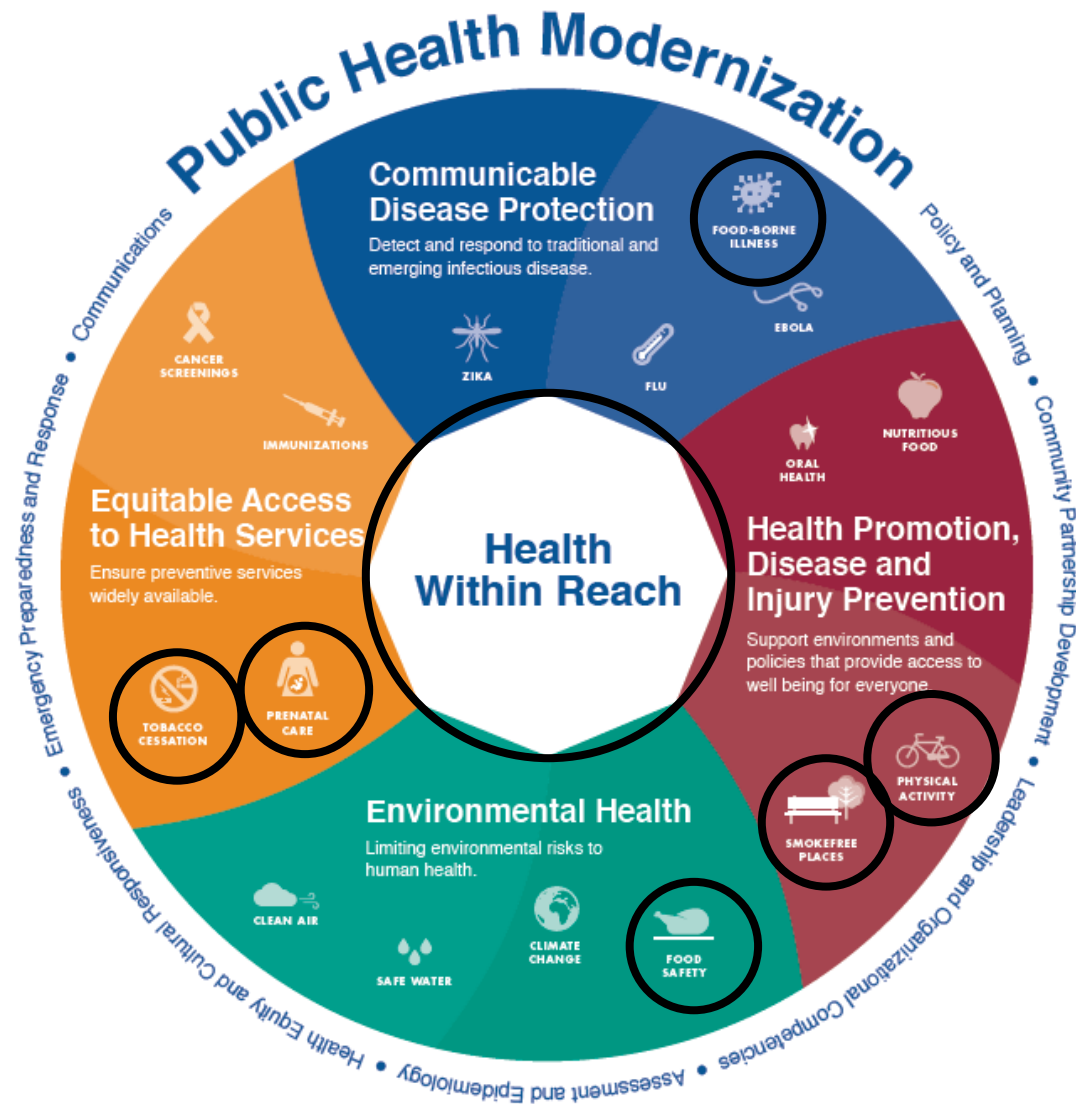 Public Health Modernization
Communicable
Disease Protection
Detect and respond to traditional and
emerging infectious disease.
FOOD-BORNE
ILLNESS
EBOLA
ZIKA
FLU
CANCER
SCREENINGS
IMMUNIZATIONS
Equitable Access
to Health Services
Ensure preventive services
widely available.
TOBACCO
CESSATION
PRENATAL
CARE
Health
Within Reach
NUTRITIOUS
FOOD
ORAL
HEALTH
Health Promotion,
Disease and
Injury Prevention
Support environments and
policies that provide access to
well being for everyone.
PHYSICAL
ACTIVITY
SMOKEFREE
PLACES
Environmental Health
Limiting environmental risks to
human health.
CLEAN AIR
SAFE WATER
CLIMATE
CHANGE
FOOD
SAFETY
Policy and Planning • Community Partnership Development • Leadership and Organizational Competencies • Assessment and Epidemiology • Health Equity and Cultural Responsiveness • Emergency Preparedness and Response • Communications